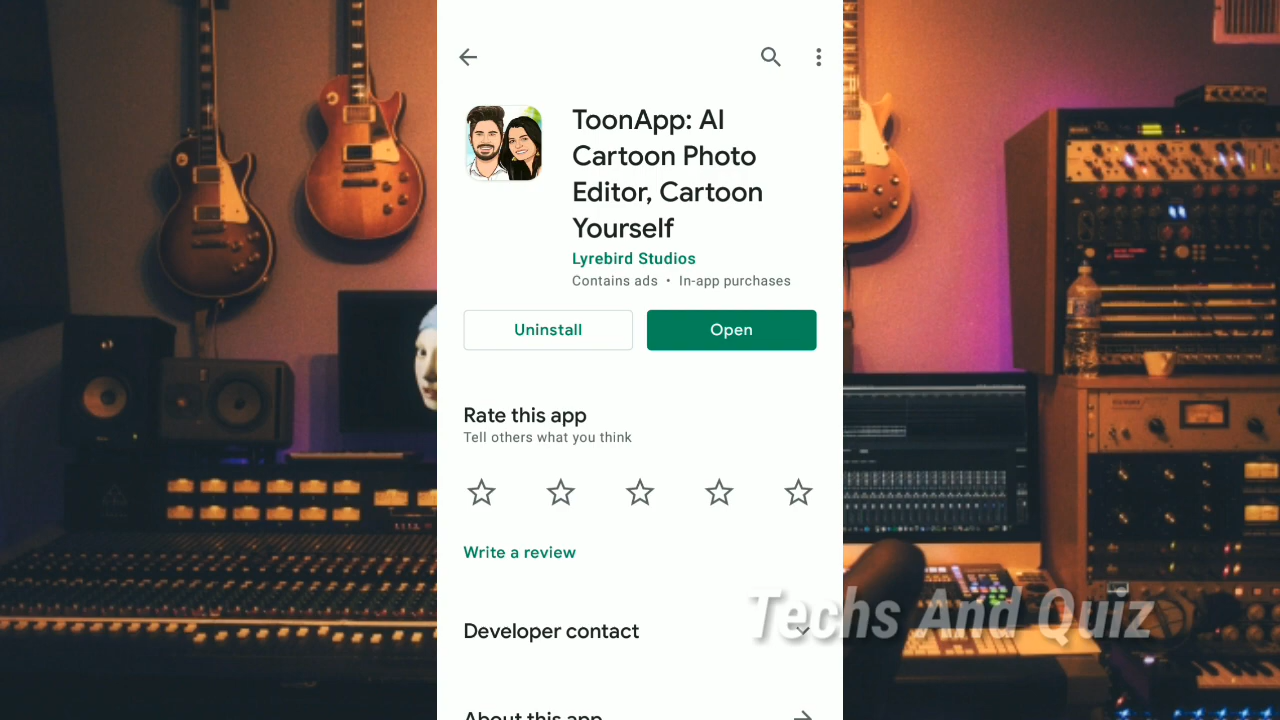 ToonApp: AI
Cartoon Photo
Editor, Cartoon
Yourself
Lyrebird Studios
Contains ads • In-app purchases
Uninstall
Open
Rate this app
Tell others what you think
Write a review
Developer contact
Techs And Quiz
About this app